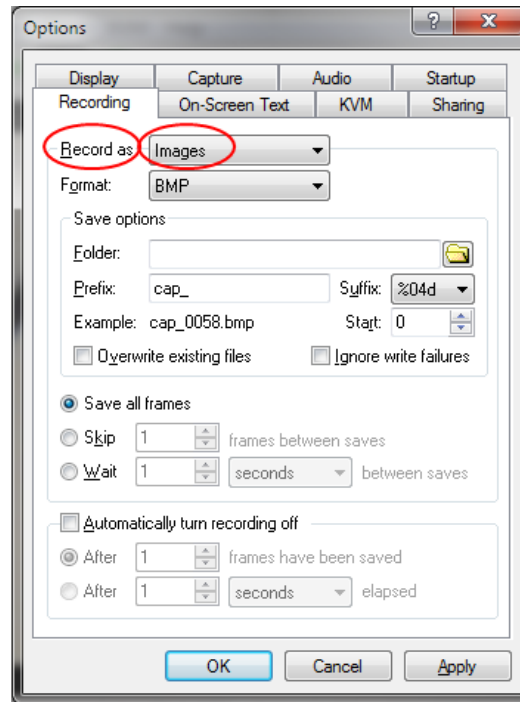 Options
Display Capture Audio Startup
Recording On-Screen Text KVM Sharing
Record as: Images
Format: BMP
Save options
Folder:
Prefix: cap_ Suffix: %04d
Example: cap_0058.bmp Start: 0
Overwrite existing files Ignore write failures
Save all frames
Skip 1 frames between saves
Wait 1 seconds between saves
Automatically turn recording off
After 1 frames have been saved
After 1 seconds elapsed
OK Cancel Apply